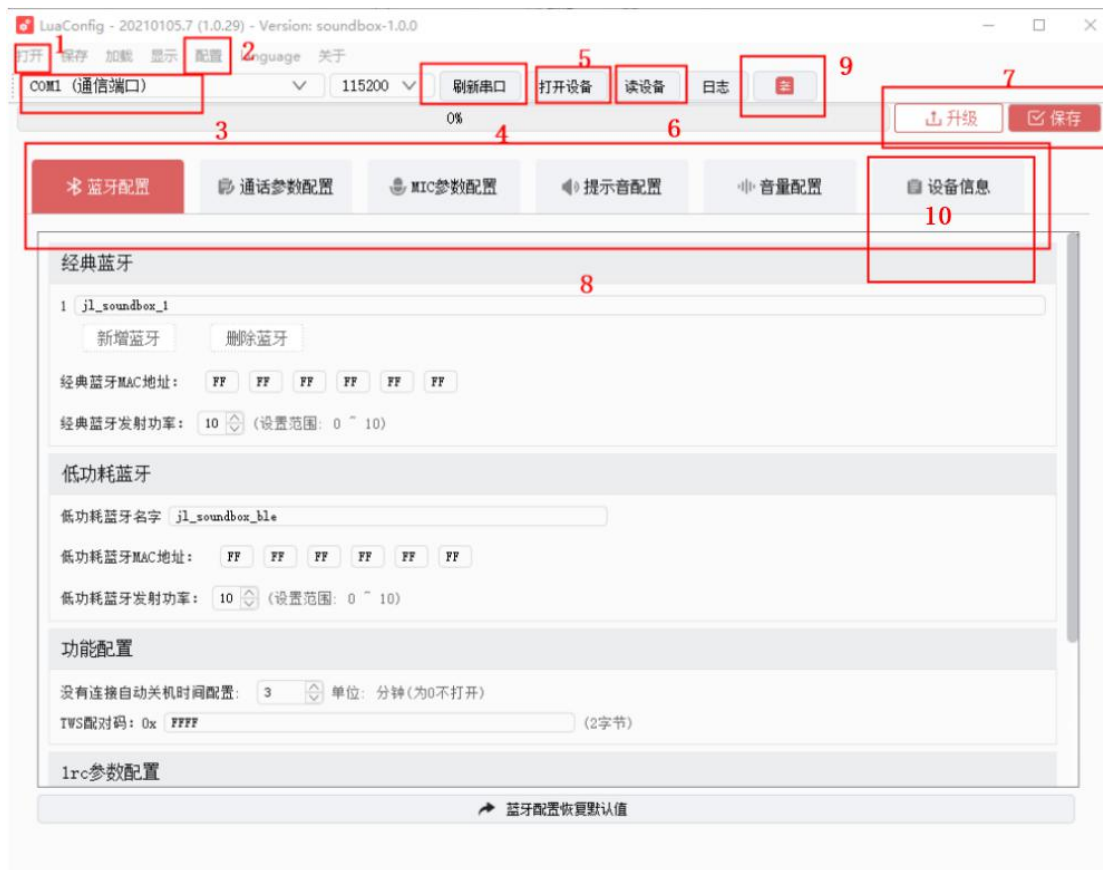 LuaConfig - 20210105.7 (1.0.29) - Version: soundbox-1.0.0
打开 1 保存 加载 显示 配置 2 language 关于
COM1 (通信端口) 115200 刷新串口 5 打开设备 读设备 日志 9 7
0% 升级 保存
3 4 6
蓝牙配置 通话参数配置 MIC参数配置 提示音配置 音量配置 设备信息
10
经典蓝牙
8
1 jl_soundbox_1
新增蓝牙 删除蓝牙
经典蓝牙MAC地址: FF FF FF FF FF FF
经典蓝牙发射功率: 10 (设置范围: 0 ~ 10)
低功耗蓝牙
低功耗蓝牙名字 jl_soundbox_ble
低功耗蓝牙MAC地址: FF FF FF FF FF FF
低功耗蓝牙发射功率: 10 (设置范围: 0 ~ 10)
功能配置
没有连接自动关机时间配置: 3 单位: 分钟(为0不打开)
TWS配对码: 0x FFFF (2字节)
lrc参数配置
蓝牙配置恢复默认值